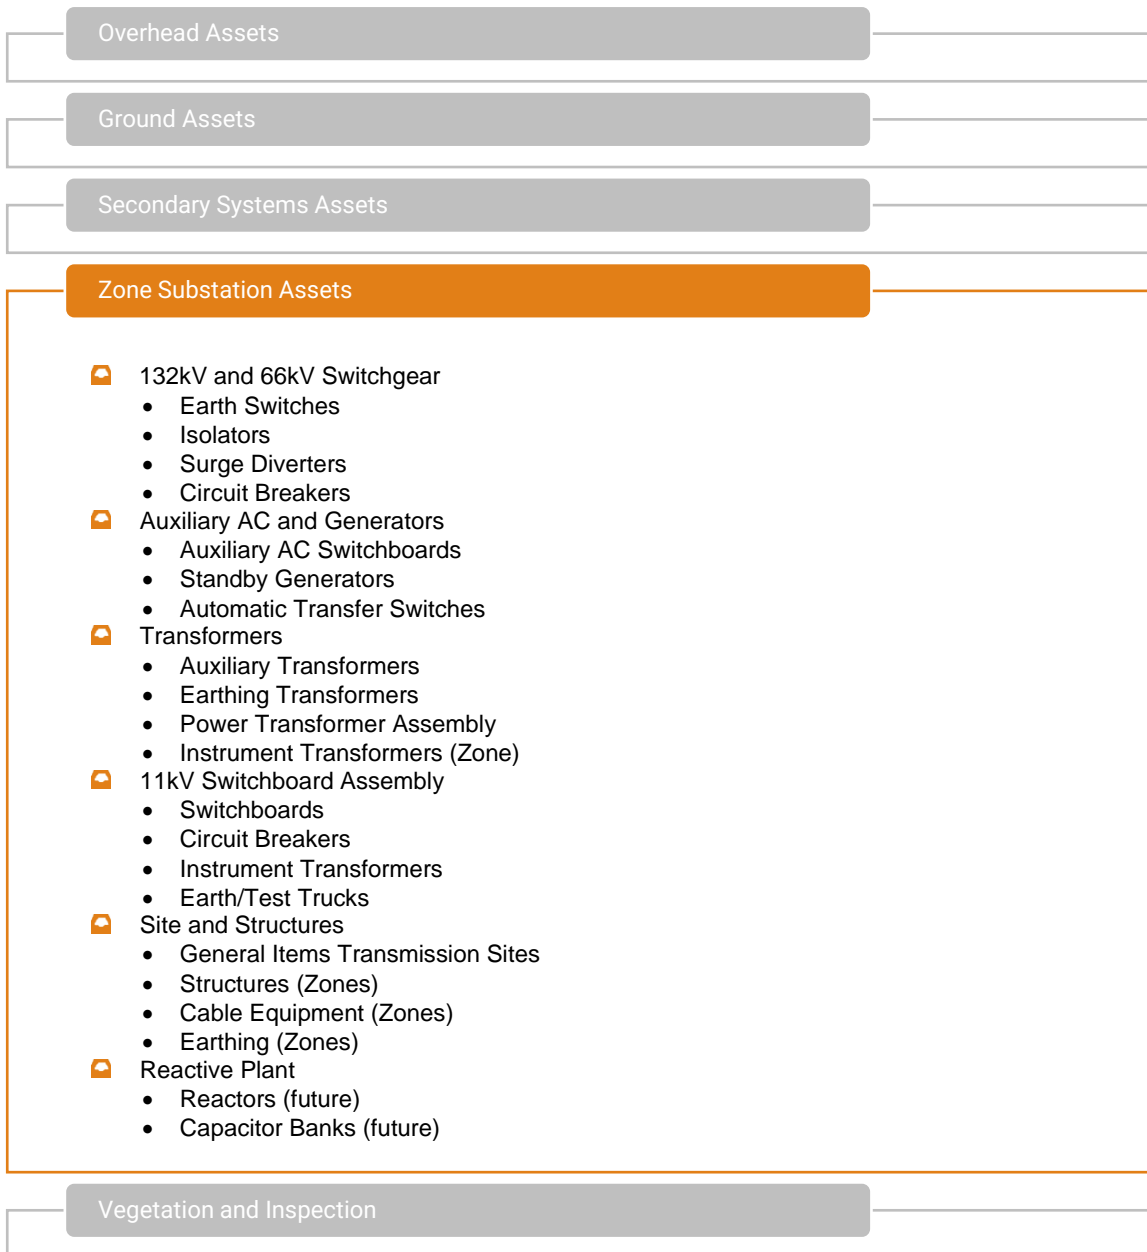 Overhead Assets
Ground Assets
Secondary Systems Assets
Zone Substation Assets
132kV and 66kV Switchgear
• Earth Switches
• Isolators
• Surge Diverters
• Circuit Breakers
Auxiliary AC and Generators
• Auxiliary AC Switchboards
• Standby Generators
• Automatic Transfer Switches
Transformers
• Auxiliary Transformers
• Earthing Transformers
• Power Transformer Assembly
• Instrument Transformers (Zone)
11kV Switchboard Assembly
• Switchboards
• Circuit Breakers
• Instrument Transformers
• Earth/Test Trucks
Site and Structures
• General Items Transmission Sites
• Structures (Zones)
• Cable Equipment (Zones)
• Earthing (Zones)
Reactive Plant
• Reactors (future)
• Capacitor Banks (future)
Vegetation and Inspection